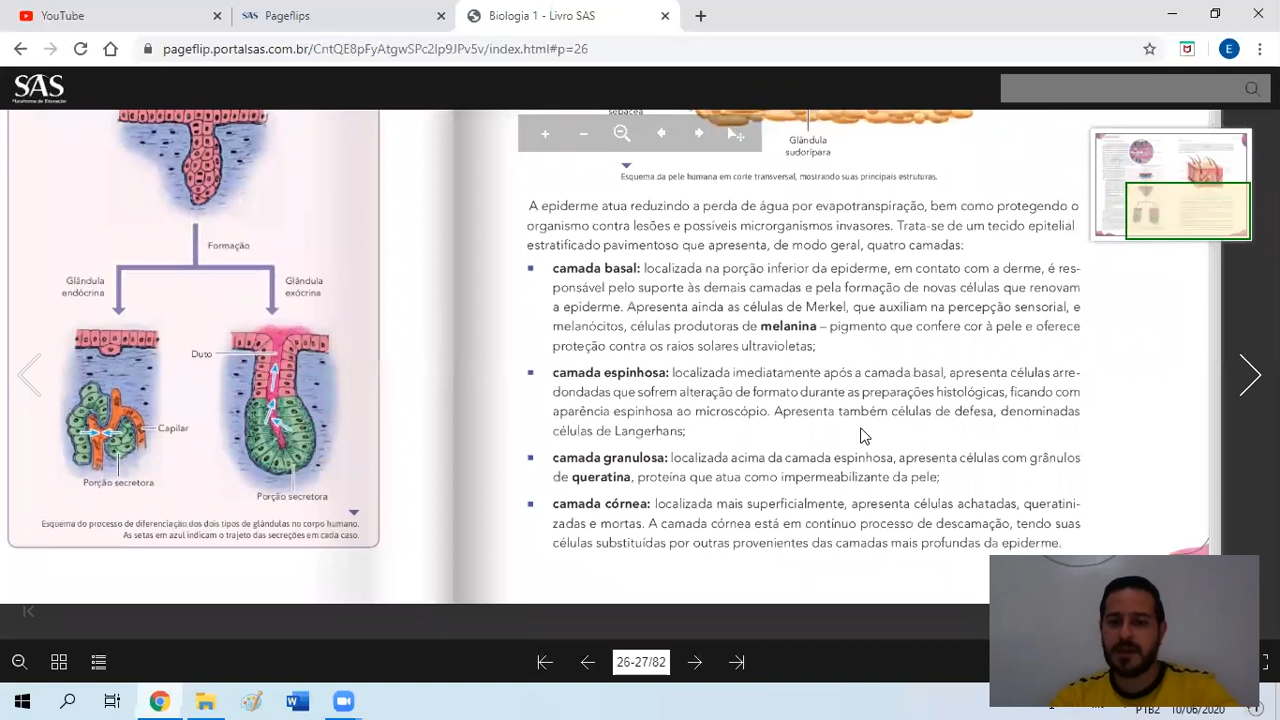 YouTube
SAS Pageflips
Biologia 1 - Livro SAS
pageflip.portalsas.com.br/CntQE8pFyAtgwSPc2Ip9JPv5v/index.html#p=26
E
SAS
Plataforma de Educação
sebácea
Glândula
sudorípara
Esquema da pele humana em corte transversal, mostrando suas principais estruturas.
Formação
Glândula
endócrina
Glândula
exócrina
Duto
Capilar
Porção secretora
Porção secretora
Esquema do processo de diferenciação dos dois tipos de glândulas no corpo humano.
As setas em azul indicam o trajeto das secreções em cada caso.
A epiderme atua reduzindo a perda de água por evapotranspiração, bem como protegendo o
organismo contra lesões e possíveis microrganismos invasores. Trata-se de um tecido epitelial
estratificado pavimentoso que apresenta, de modo geral, quatro camadas:
camada basal: localizada na porção inferior da epiderme, em contato com a derme, é res-
ponsável pelo suporte às demais camadas e pela formação de novas células que renovam
a epiderme. Apresenta ainda as células de Merkel, que auxiliam na percepção sensorial, e
melanócitos, células produtoras de melanina – pigmento que confere cor à pele e oferece
proteção contra os raios solares ultravioletas;
camada espinhosa: localizada imediatamente após a camada basal, apresenta células arre-
dondadas que sofrem alteração de formato durante as preparações histológicas, ficando com
aparência espinhosa ao microscópio. Apresenta também células de defesa, denominadas
células de Langerhans;
camada granulosa: localizada acima da camada espinhosa, apresenta células com grânulos
de queratina, proteína que atua como impermeabilizante da pele;
camada córnea: localizada mais superficialmente, apresenta células achatadas, queratini-
zadas e mortas. A camada córnea está em contínuo processo de descamação, tendo suas
células substituídas por outras provenientes das camadas mais profundas da epiderme.
26-27/82
PTB2
10/06/2020